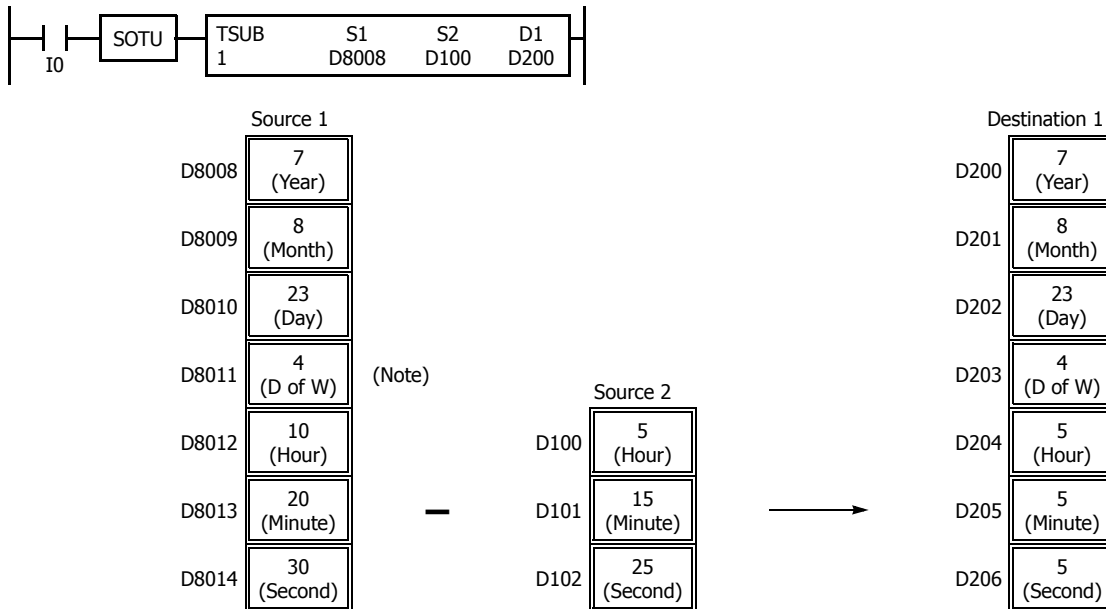 I0
SOTU
TSUB S1 S2 D1
1 D8008 D100 D200
Source 1
Destination 1
D8008
7
(Year)
D200
7
(Year)
D8009
8
(Month)
D201
8
(Month)
D8010
23
(Day)
D202
23
(Day)
D8011
4
(D of W)
(Note)
Source 2
D203
4
(D of W)
D8012
10
(Hour)
D100
5
(Hour)
D204
5
(Hour)
D8013
20
(Minute)
–
D101
15
(Minute)
D205
5
(Minute)
D8014
30
(Second)
D102
25
(Second)
D206
5
(Second)